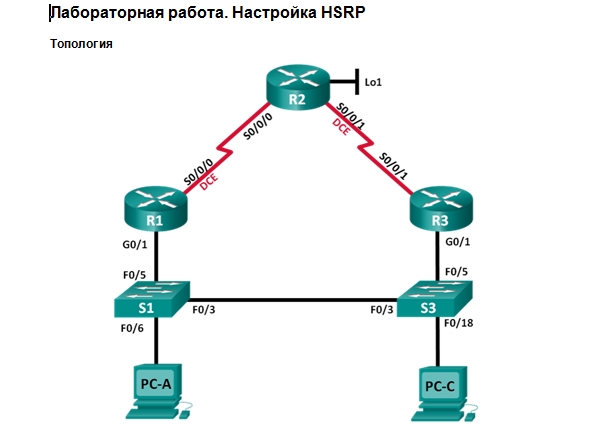 Лабораторная работа. Настройка HSRP
Топология
R2
Lo1
S0/0/0
S0/0/1
DCE
S0/0/0
DCE
S0/0/1
R1
R3
G0/1
G0/1
F0/5
F0/5
S1
F0/3
F0/3
S3
F0/6
F0/18
PC-A
PC-C